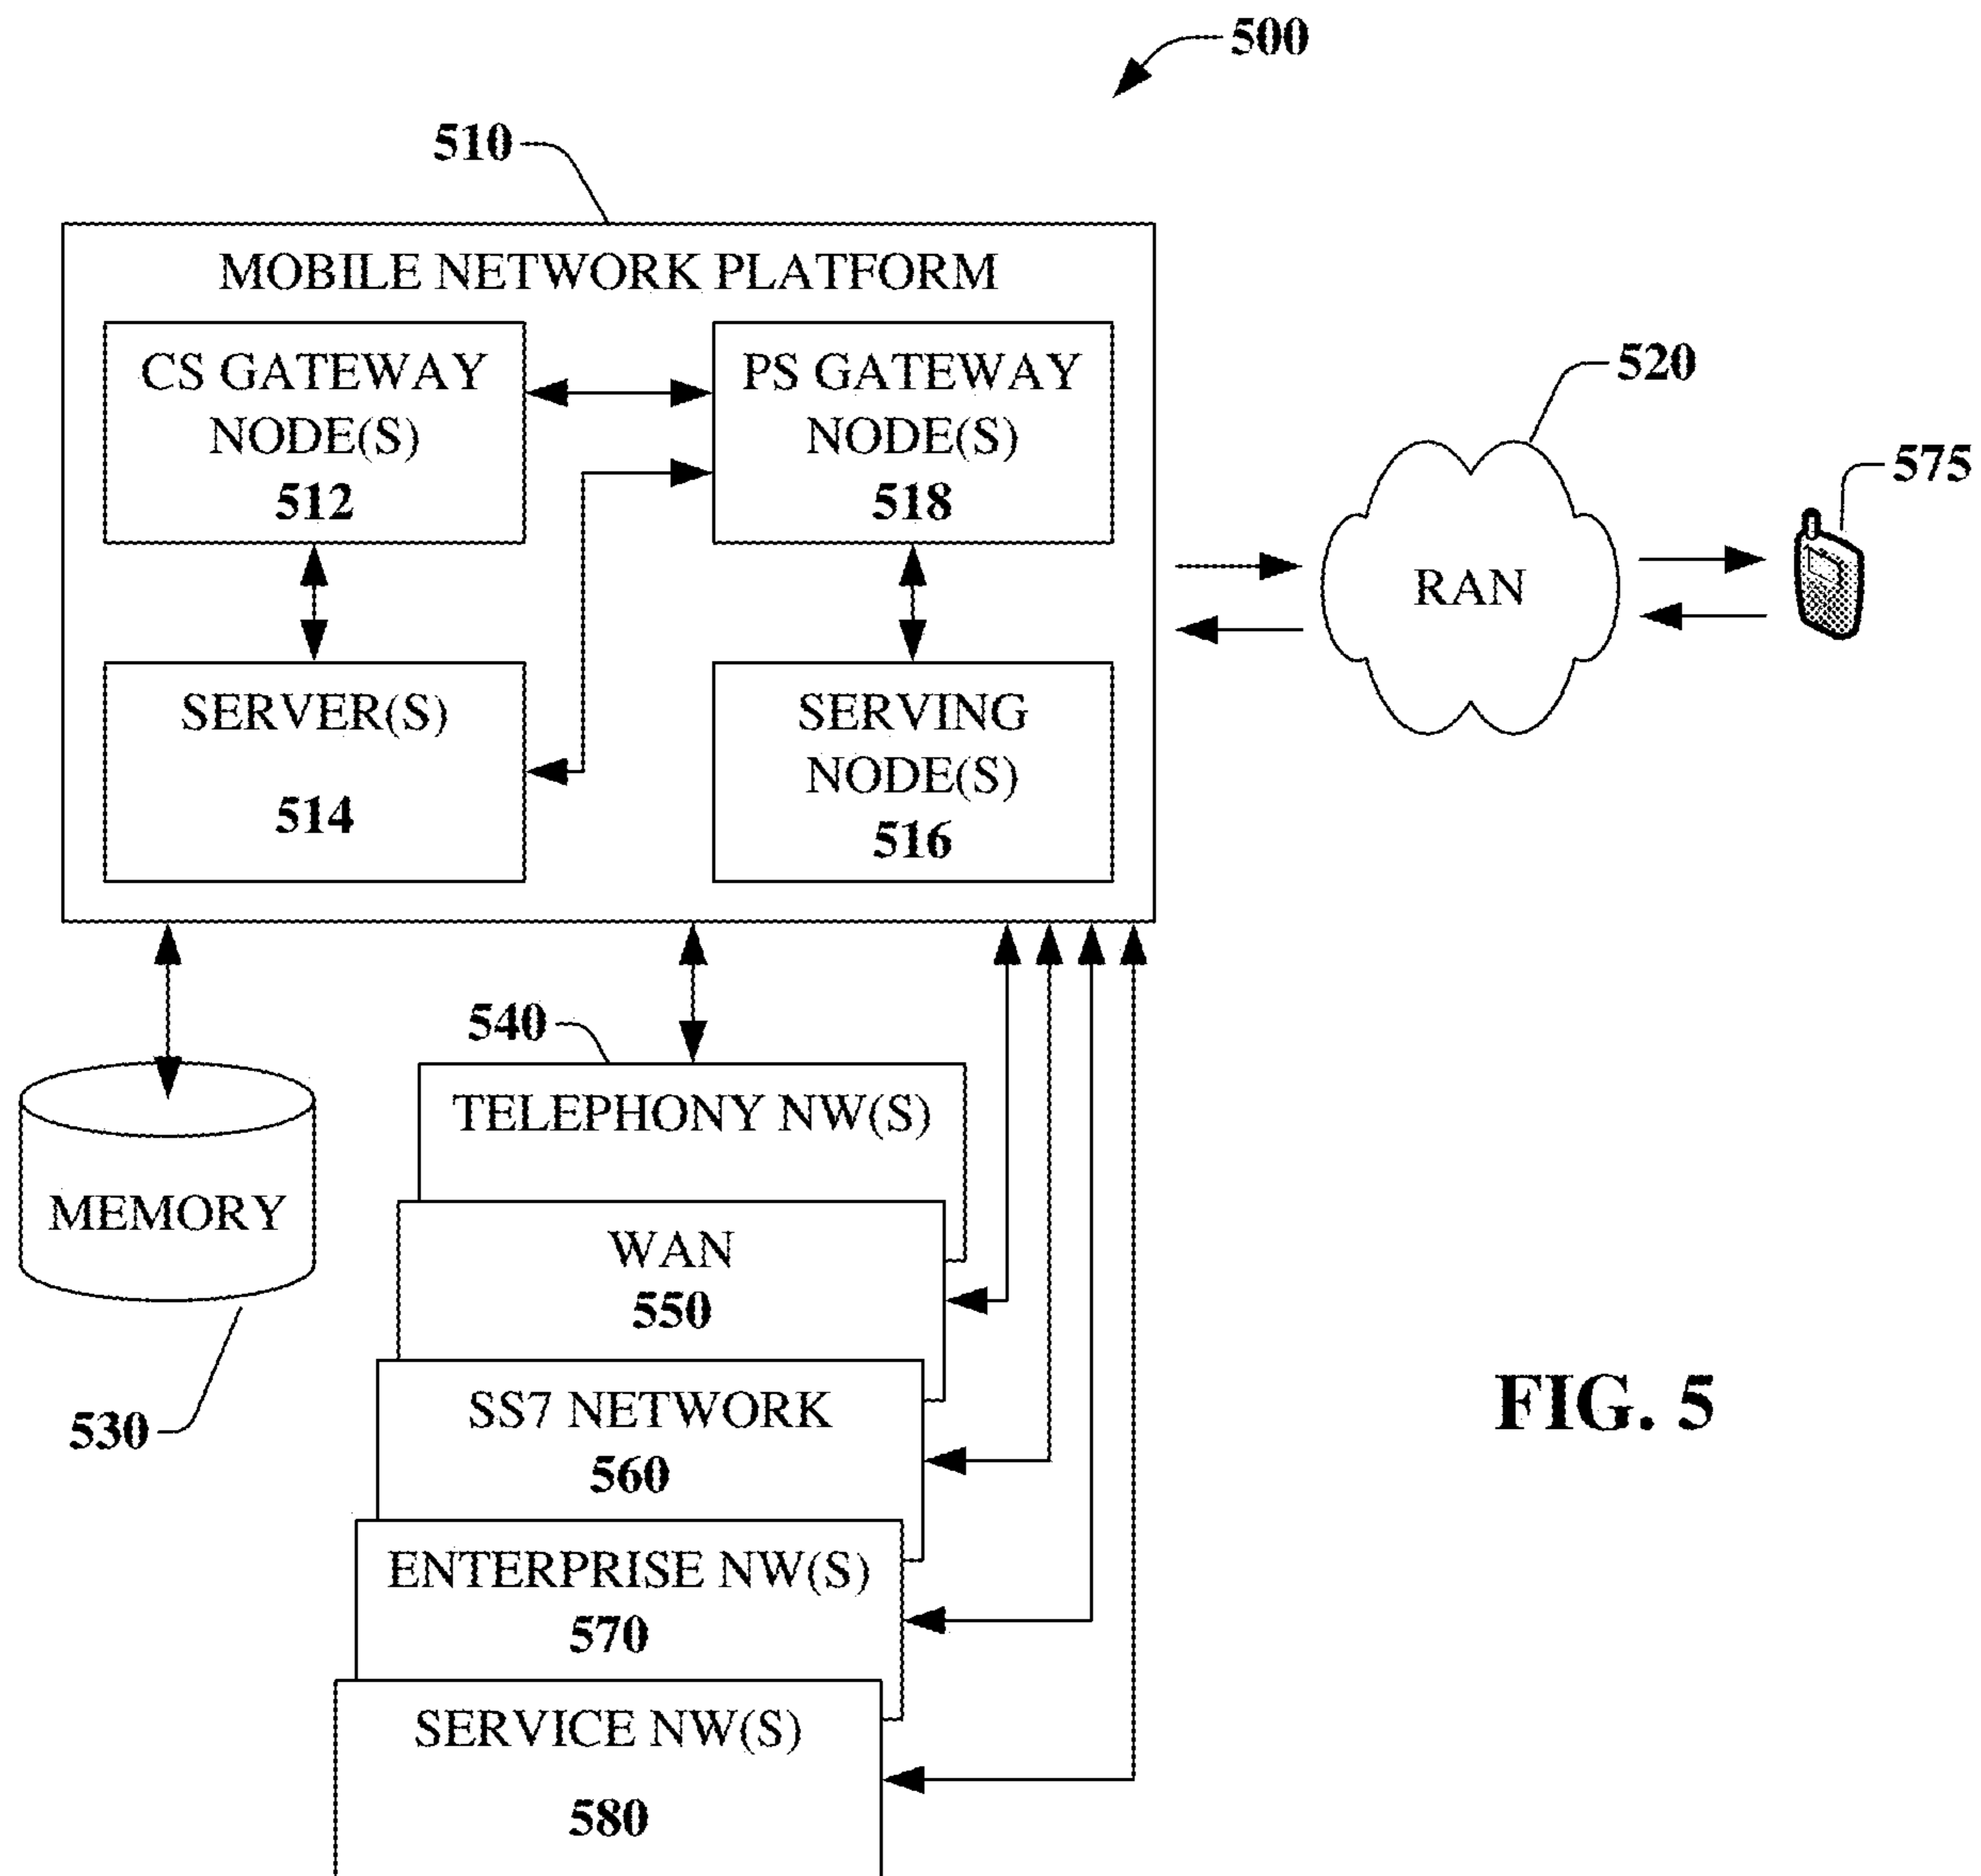 500
510
MOBILE NETWORK PLATFORM
CS GATEWAY
NODE(S)
512
PS GATEWAY
NODE(S)
518
SERVER(S)
514
SERVING
NODE(S)
516
520
RAN
575
540
TELEPHONY NW(S)
MEMORY
530
WAN
550
SS7 NETWORK
560
ENTERPRISE NW(S)
570
SERVICE NW(S)
580
FIG. 5